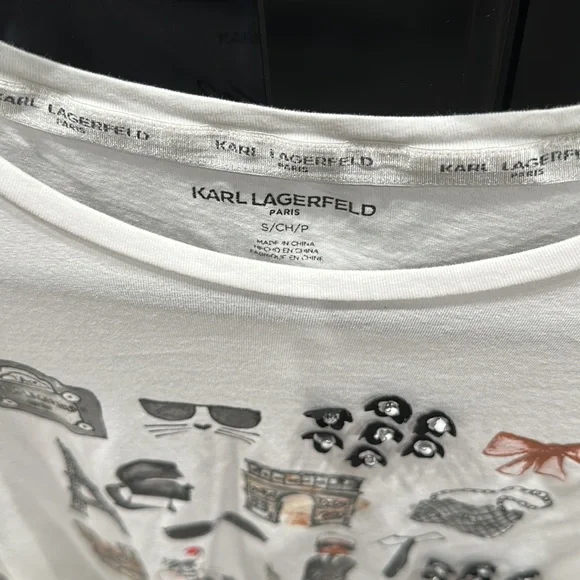 KARL LAGERFELD
PARIS
KARL LAGERFELD
PARIS
KARL LAGERFELD
PARIS
KARL LAGERFELD
PARIS
S/CH/P
MADE IN CHINA
HECHO EN CHINA
FABRIQUÉ EN CHINE